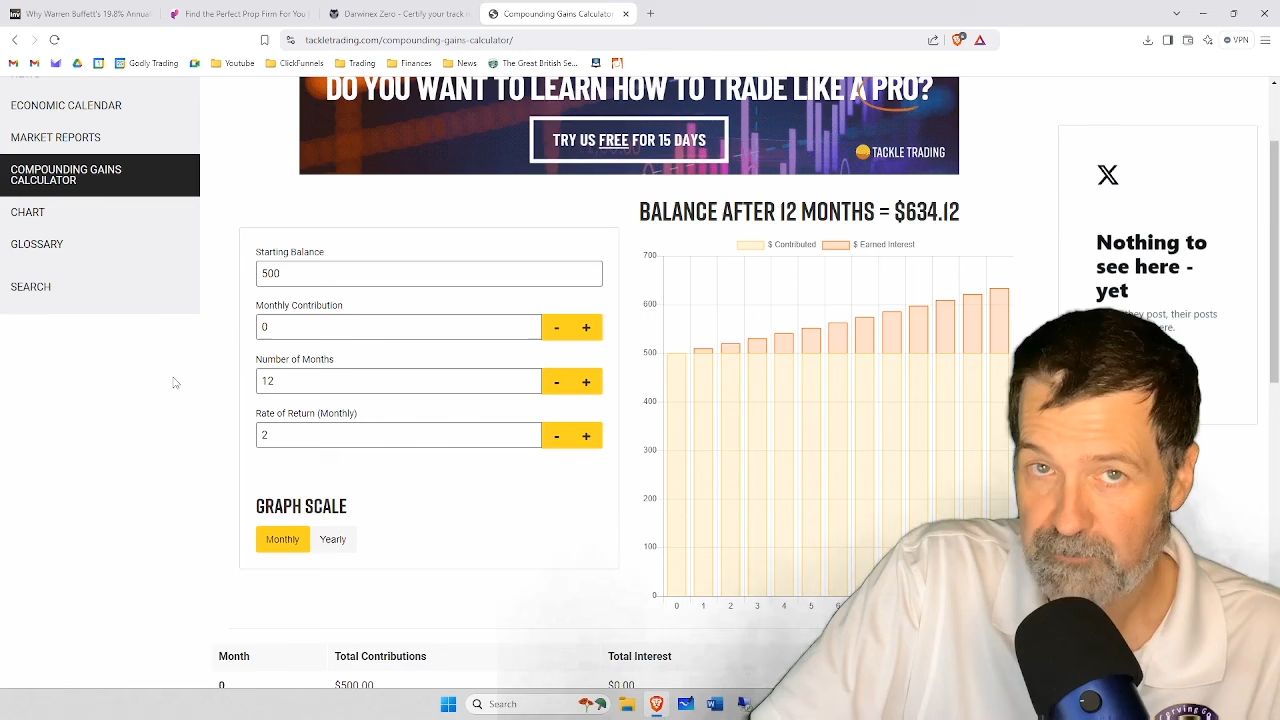 Why Warren Buffett's 19.8% Annual
Find the Perfect Prop Firm For You
Darwinex Zero - Certify your track
Compounding Gains Calculator
tackletrading.com/compounding-gains-calculator/
VPN
Godly Trading
Youtube
ClickFunnels
Trading
Finances
News
The Great British Se...
DO YOU WANT TO LEARN HOW TO TRADE LIKE A PRO?
TRY US FREE FOR 15 DAYS
TACKLE TRADING
ECONOMIC CALENDAR
MARKET REPORTS
COMPOUNDING GAINS
CALCULATOR
CHART
GLOSSARY
SEARCH
Starting Balance
500
Monthly Contribution
0
- +
Number of Months
12
- +
Rate of Return (Monthly)
2
- +
GRAPH SCALE
Monthly Yearly
BALANCE AFTER 12 MONTHS = $634.12
$ Contributed $ Earned Interest
700
600
500
400
300
200
100
0
0 1 2 3 4 5
X
Nothing to
see here -
yet
they post, their posts
Month Total Contributions Total Interest
0 $500.00 $0.00
Search